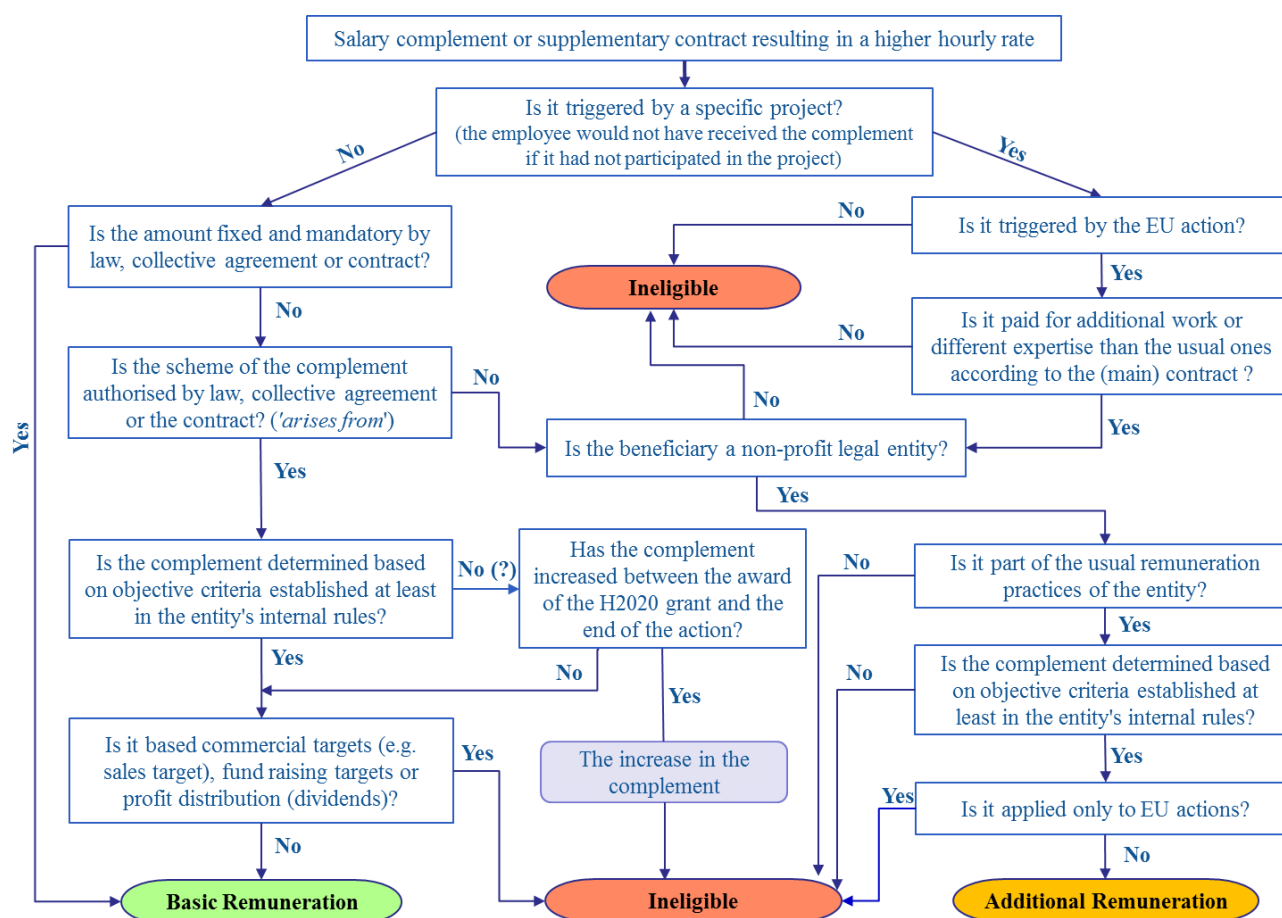 Salary complement or supplementary contract resulting in a higher hourly rate
Is it triggered by a specific project?
(the employee would not have received the complement
if it had not participated in the project)
No
Yes
Is the amount fixed and mandatory by
law, collective agreement or contract?
No
Is it triggered by the EU action?
Ineligible
Yes
No
Is the scheme of the complement
authorised by law, collective agreement
or the contract? ('arises from')
No
No
Is it paid for additional work or
different expertise than the usual ones
according to the (main) contract ?
No
Yes
Is the beneficiary a non-profit legal entity?
Yes
Yes
Yes
Is the complement determined based
on objective criteria established at least
in the entity's internal rules?
No (?)
Has the complement
increased between the award
of the H2020 grant and the
end of the action?
No
Is it part of the usual remuneration
practices of the entity?
Yes
Yes
No
Yes
No
Is the complement determined based
on objective criteria established at
least in the entity's internal rules?
Is it based commercial targets (e.g.
sales target), fund raising targets or
profit distribution (dividends)?
Yes
The increase in the
complement
Yes
Yes
Is it applied only to EU actions?
No
No
Basic Remuneration
Ineligible
Additional Remuneration